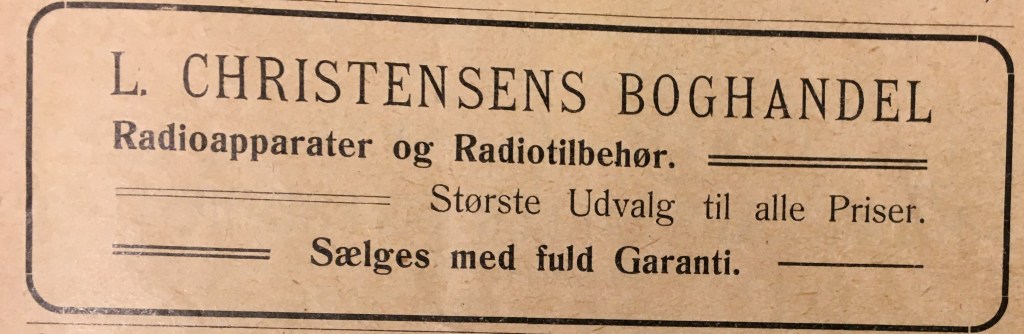 L. CHRISTENSENS BOGHANDEL
Radioapparater og Radiotilbehør.
Største Udvalg til alle Priser.
Sælges med fuld Garanti.